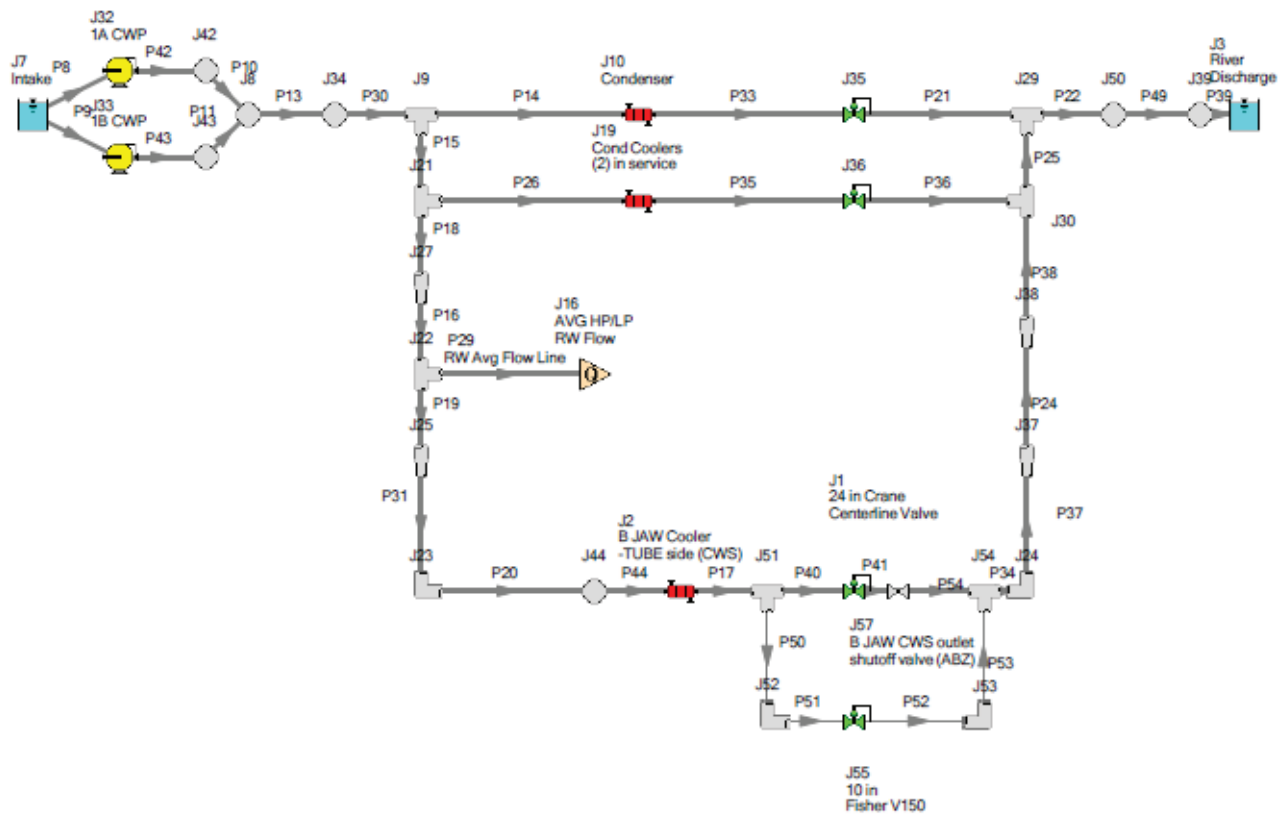 J32
1A CWP
J42
P42
J7
Intake
P8
P10
J8
P9
J33
1B CWP
P11
J43
P43
P13
J34
P30
J9
P14
J10
Condenser
P33
J35
P21
J29
P22
J50
P49
J39
P39
J3
River
Discharge
P15
J19
Cond Coolers
(2) in service
P25
J21
P26
P35
J36
P36
J30
P18
J27
P38
J38
P16
J22
P29
RW Avg Flow Line
J16
AVG HP/LP
RW Flow
Q
P19
J25
P24
J37
P31
P37
J23
P20
J44
J2
B JAW Cooler
-TUBE side (CWS)
P44
P17
J51
P40
J1
24 in Crane
Centerline Valve
P41
P54
J54
P34
J24
J57
B JAW CWS outlet
shutoff valve (ABZ)
P50
P53
J52
P51
P52
J53
J55
10 in
Fisher V150